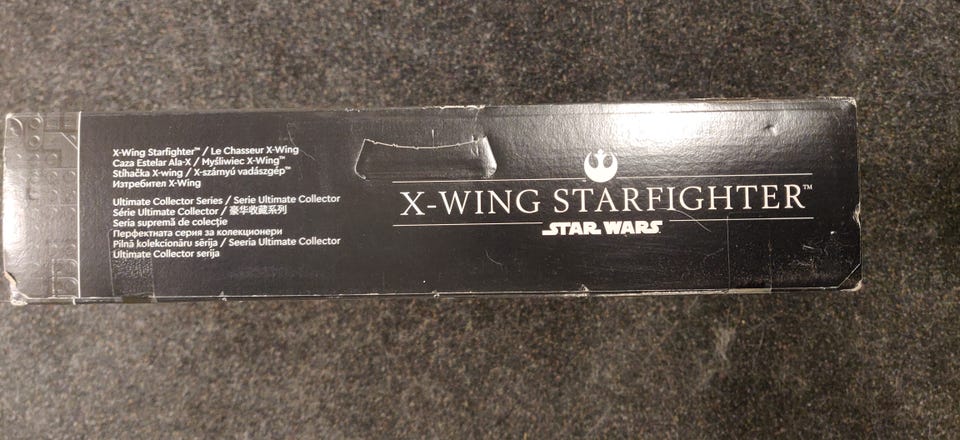 X-Wing Starfighter™ / Le Chasseur X-Wing
Caza Estelar Ala-X / Myśliwiec X-Wing™
Stíhačka X-wing / X-szárnyú vadászgép™
Изтребител X-Wing
Ultimate Collector Series / Serie Ultimate Collector
Série Ultimate Collector / 豪华收藏系列
Seria supremă de colecție
Перфектната серия за колекционери
Pilnā kolekcionāru sērija / Seeria Ultimate Collector
Ultimate Collector serija
X-WING STARFIGHTER™
STAR WARS